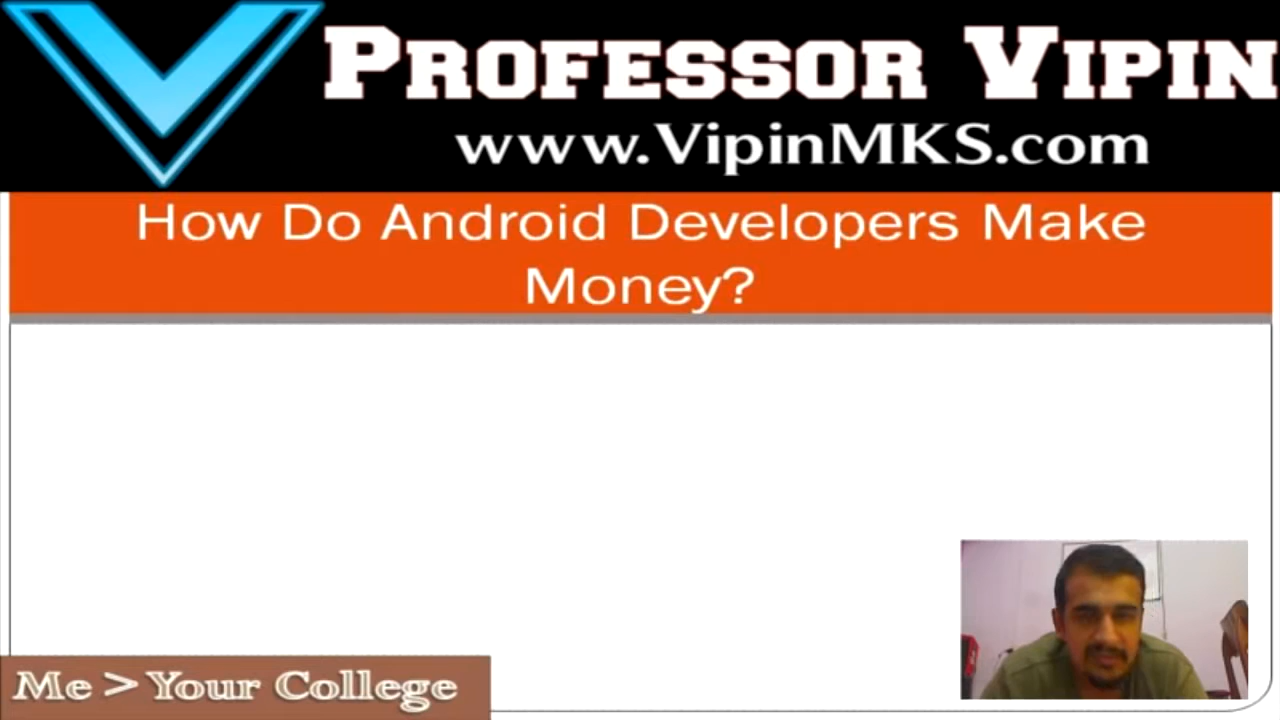 PROFESSOR VIPIN
www.VipinMKS.com
How Do Android Developers Make
Money?
Me > Your College